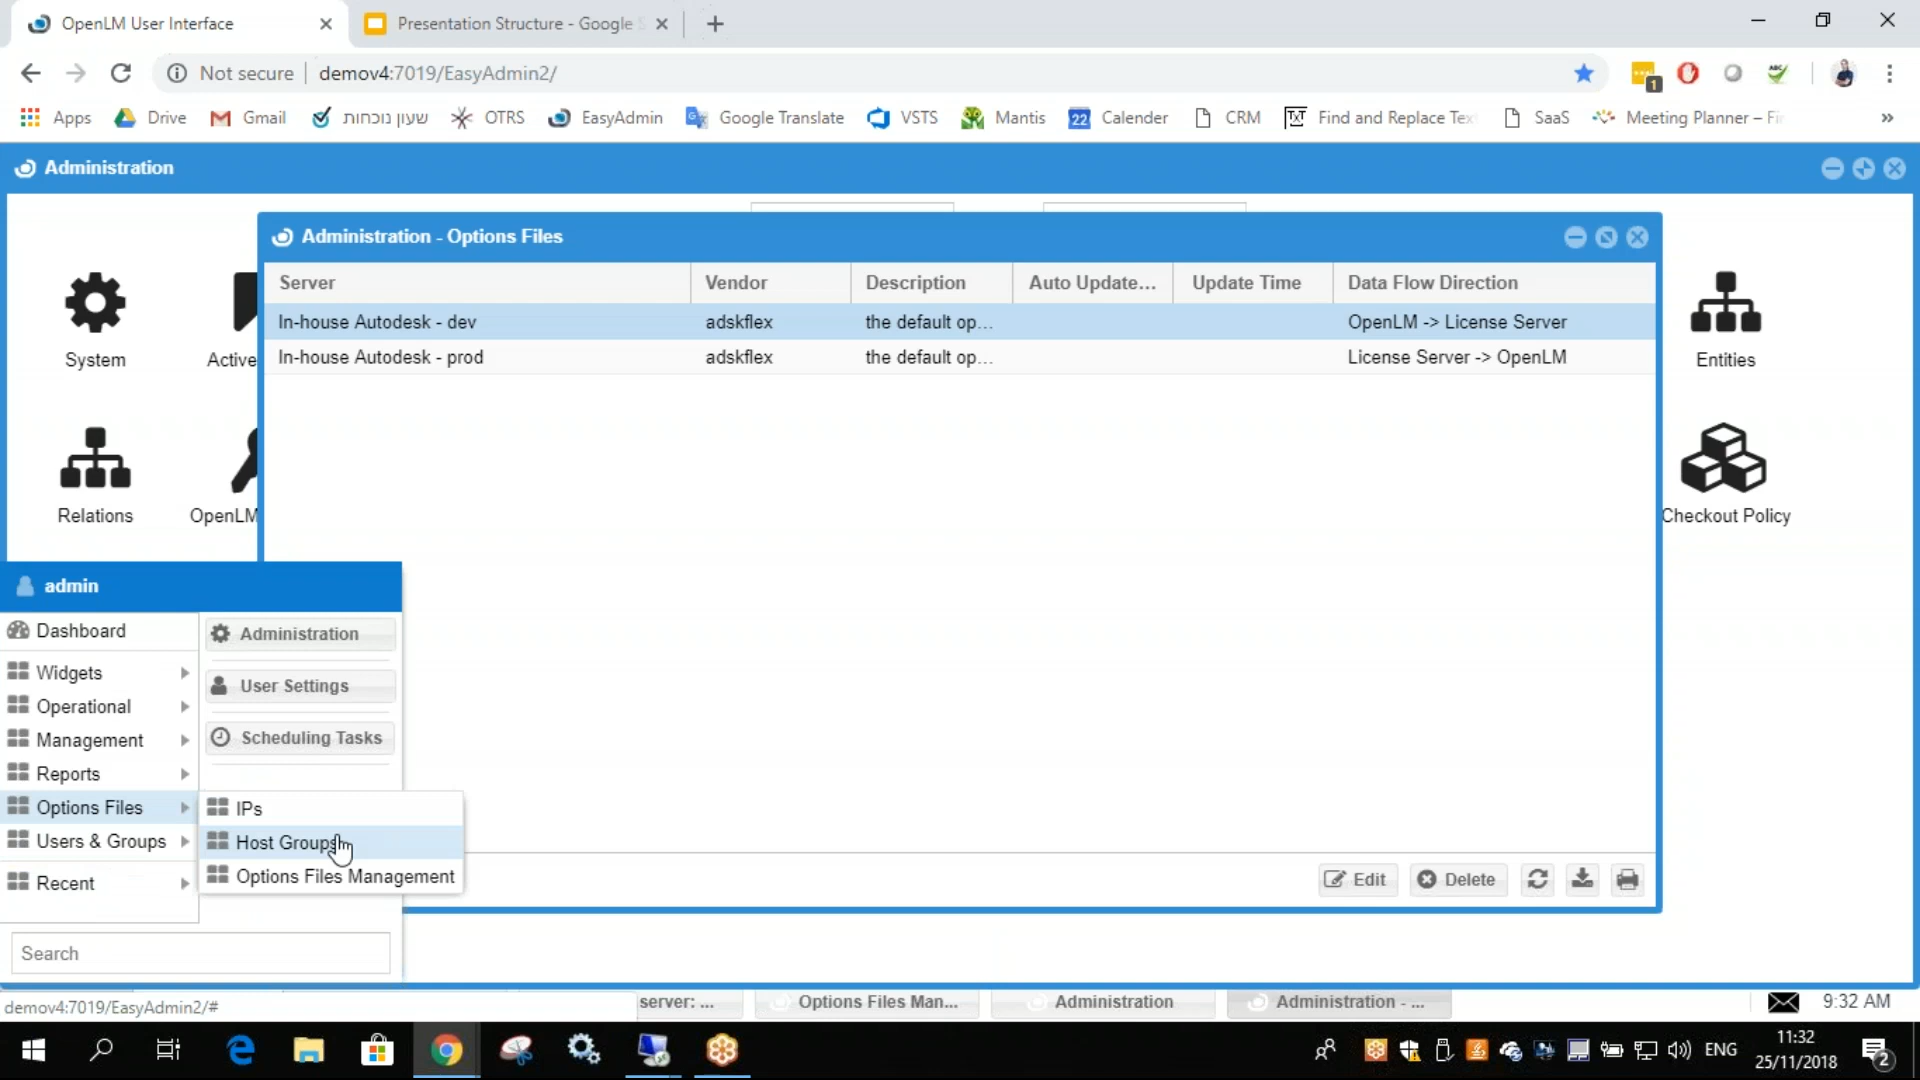 OpenLM User Interface
Presentation Structure - Google S
Not secure
demov4:7019/EasyAdmin2/
1
ABC
Apps
Drive
Gmail
שעון נוכחות
OTRS
EasyAdmin
Google Translate
VSTS
Mantis
22
Calender
CRM
TXT
Find and Replace Tex
SaaS
Meeting Planner – Fi
»
Administration
Administration - Options Files
Server
Vendor
Description
Auto Update...
Update Time
Data Flow Direction
In-house Autodesk - dev
adskflex
the default op...
OpenLM -> License Server
In-house Autodesk - prod
adskflex
the default op...
License Server -> OpenLM
System
Active
Entities
Relations
OpenLM
Checkout Policy
admin
Dashboard
Widgets
Operational
Management
Reports
Options Files
Users & Groups
Recent
Administration
User Settings
Scheduling Tasks
IPs
Host Groups
Options Files Management
Edit
Delete
Search
demov4:7019/EasyAdmin2/#
server: ...
Options Files Man...
Administration
Administration - ...
9:32 AM
ENG
11:32
25/11/2018
2